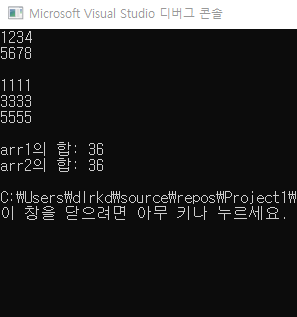 Microsoft Visual Studio 디버그 콘솔
1234
5678
1111
3333
5555
arr1의 합: 36
arr2의 합: 36
C:₩Users₩dlrkd₩source₩repos₩Project1₩
이 창을 닫으려면 아무 키나 누르세요.